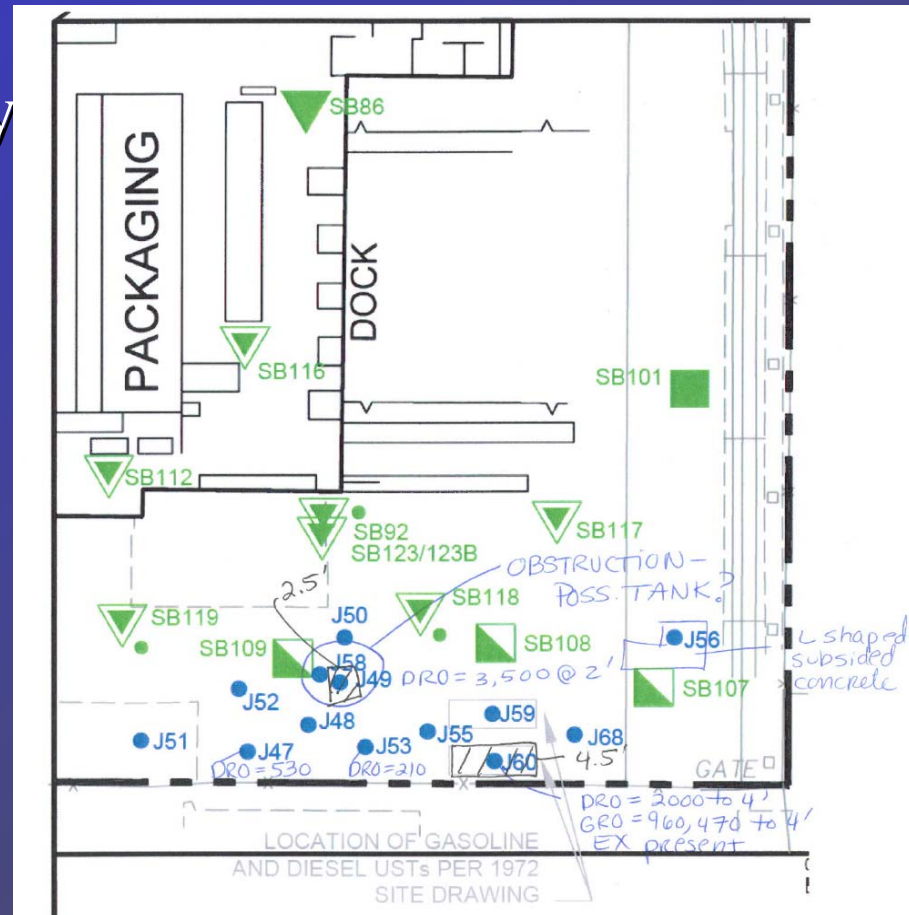 SB86
PACKAGING
DOCK
SB116
SB101
SB112
SB92
SB123/123B
SB117
OBSTRUCTION-
POSS. TANK?
2.5'
SB119
J50
SB118
SB109
SB108
J56
L shaped
subsided
concrete
J58
J49
DRO = 3,500 @ 2'
SB107
J52
J59
J48
J55
J68
J51
J47
J53
J60
4.5'
DRO = 530
DRO = 210
GATE
DRO = 2000 to 4'
GRO = 960, 470 to 4'
EX present
LOCATION OF GASOLINE
AND DIESEL USTs PER 1972
SITE DRAWING